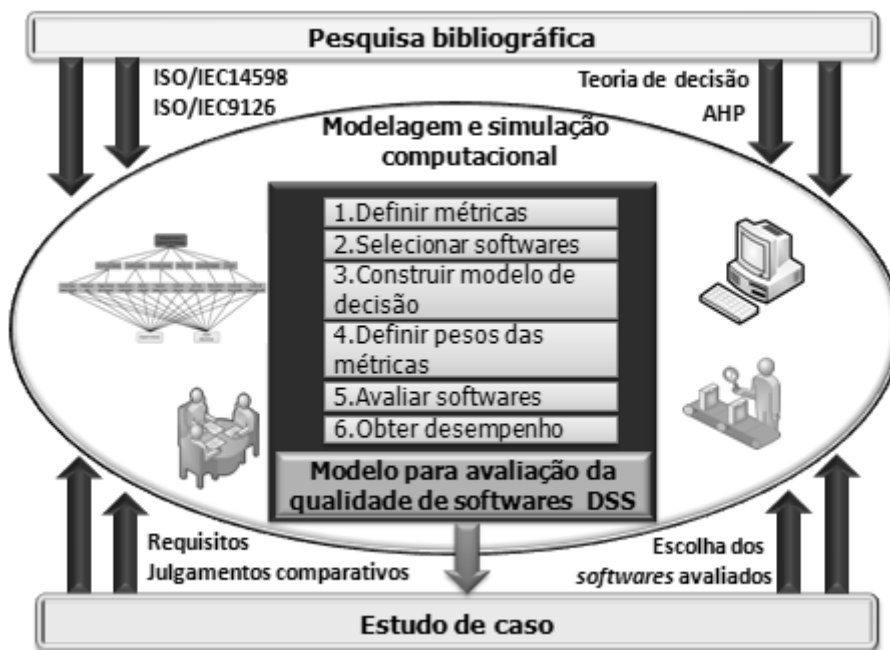 Pesquisa bibliográfica
ISO/IEC14598
ISO/IEC9126
Teoria de decisão
AHP
Modelagem e simulação
computacional
1.Definir métricas
2.Selecionar softwares
3.Construir modelo de
decisão
4.Definir pesos das
métricas
5.Avaliar softwares
6.Obter desempenho
Modelo para avaliação da
qualidade de softwares DSS
Requisitos
Julgamentos comparativos
Escolha dos
softwares avaliados
Estudo de caso